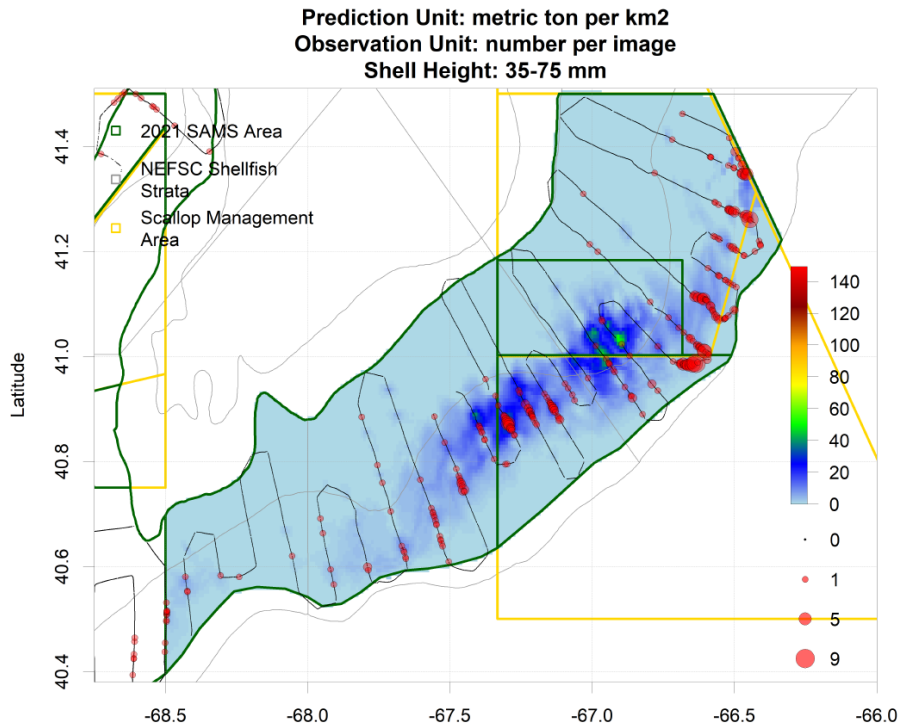 Prediction Unit: metric ton per km2
Observation Unit: number per image
Shell Height: 35-75 mm
2021 SAMS Area
NEFSC Shellfish
Strata
Scallop Management
Area
Latitude
41.4
41.2
41.0
40.8
40.6
40.4
140
120
100
80
60
40
20
0
0
1
5
9
-68.5
-68.0
-67.5
-67.0
-66.5
-66.0